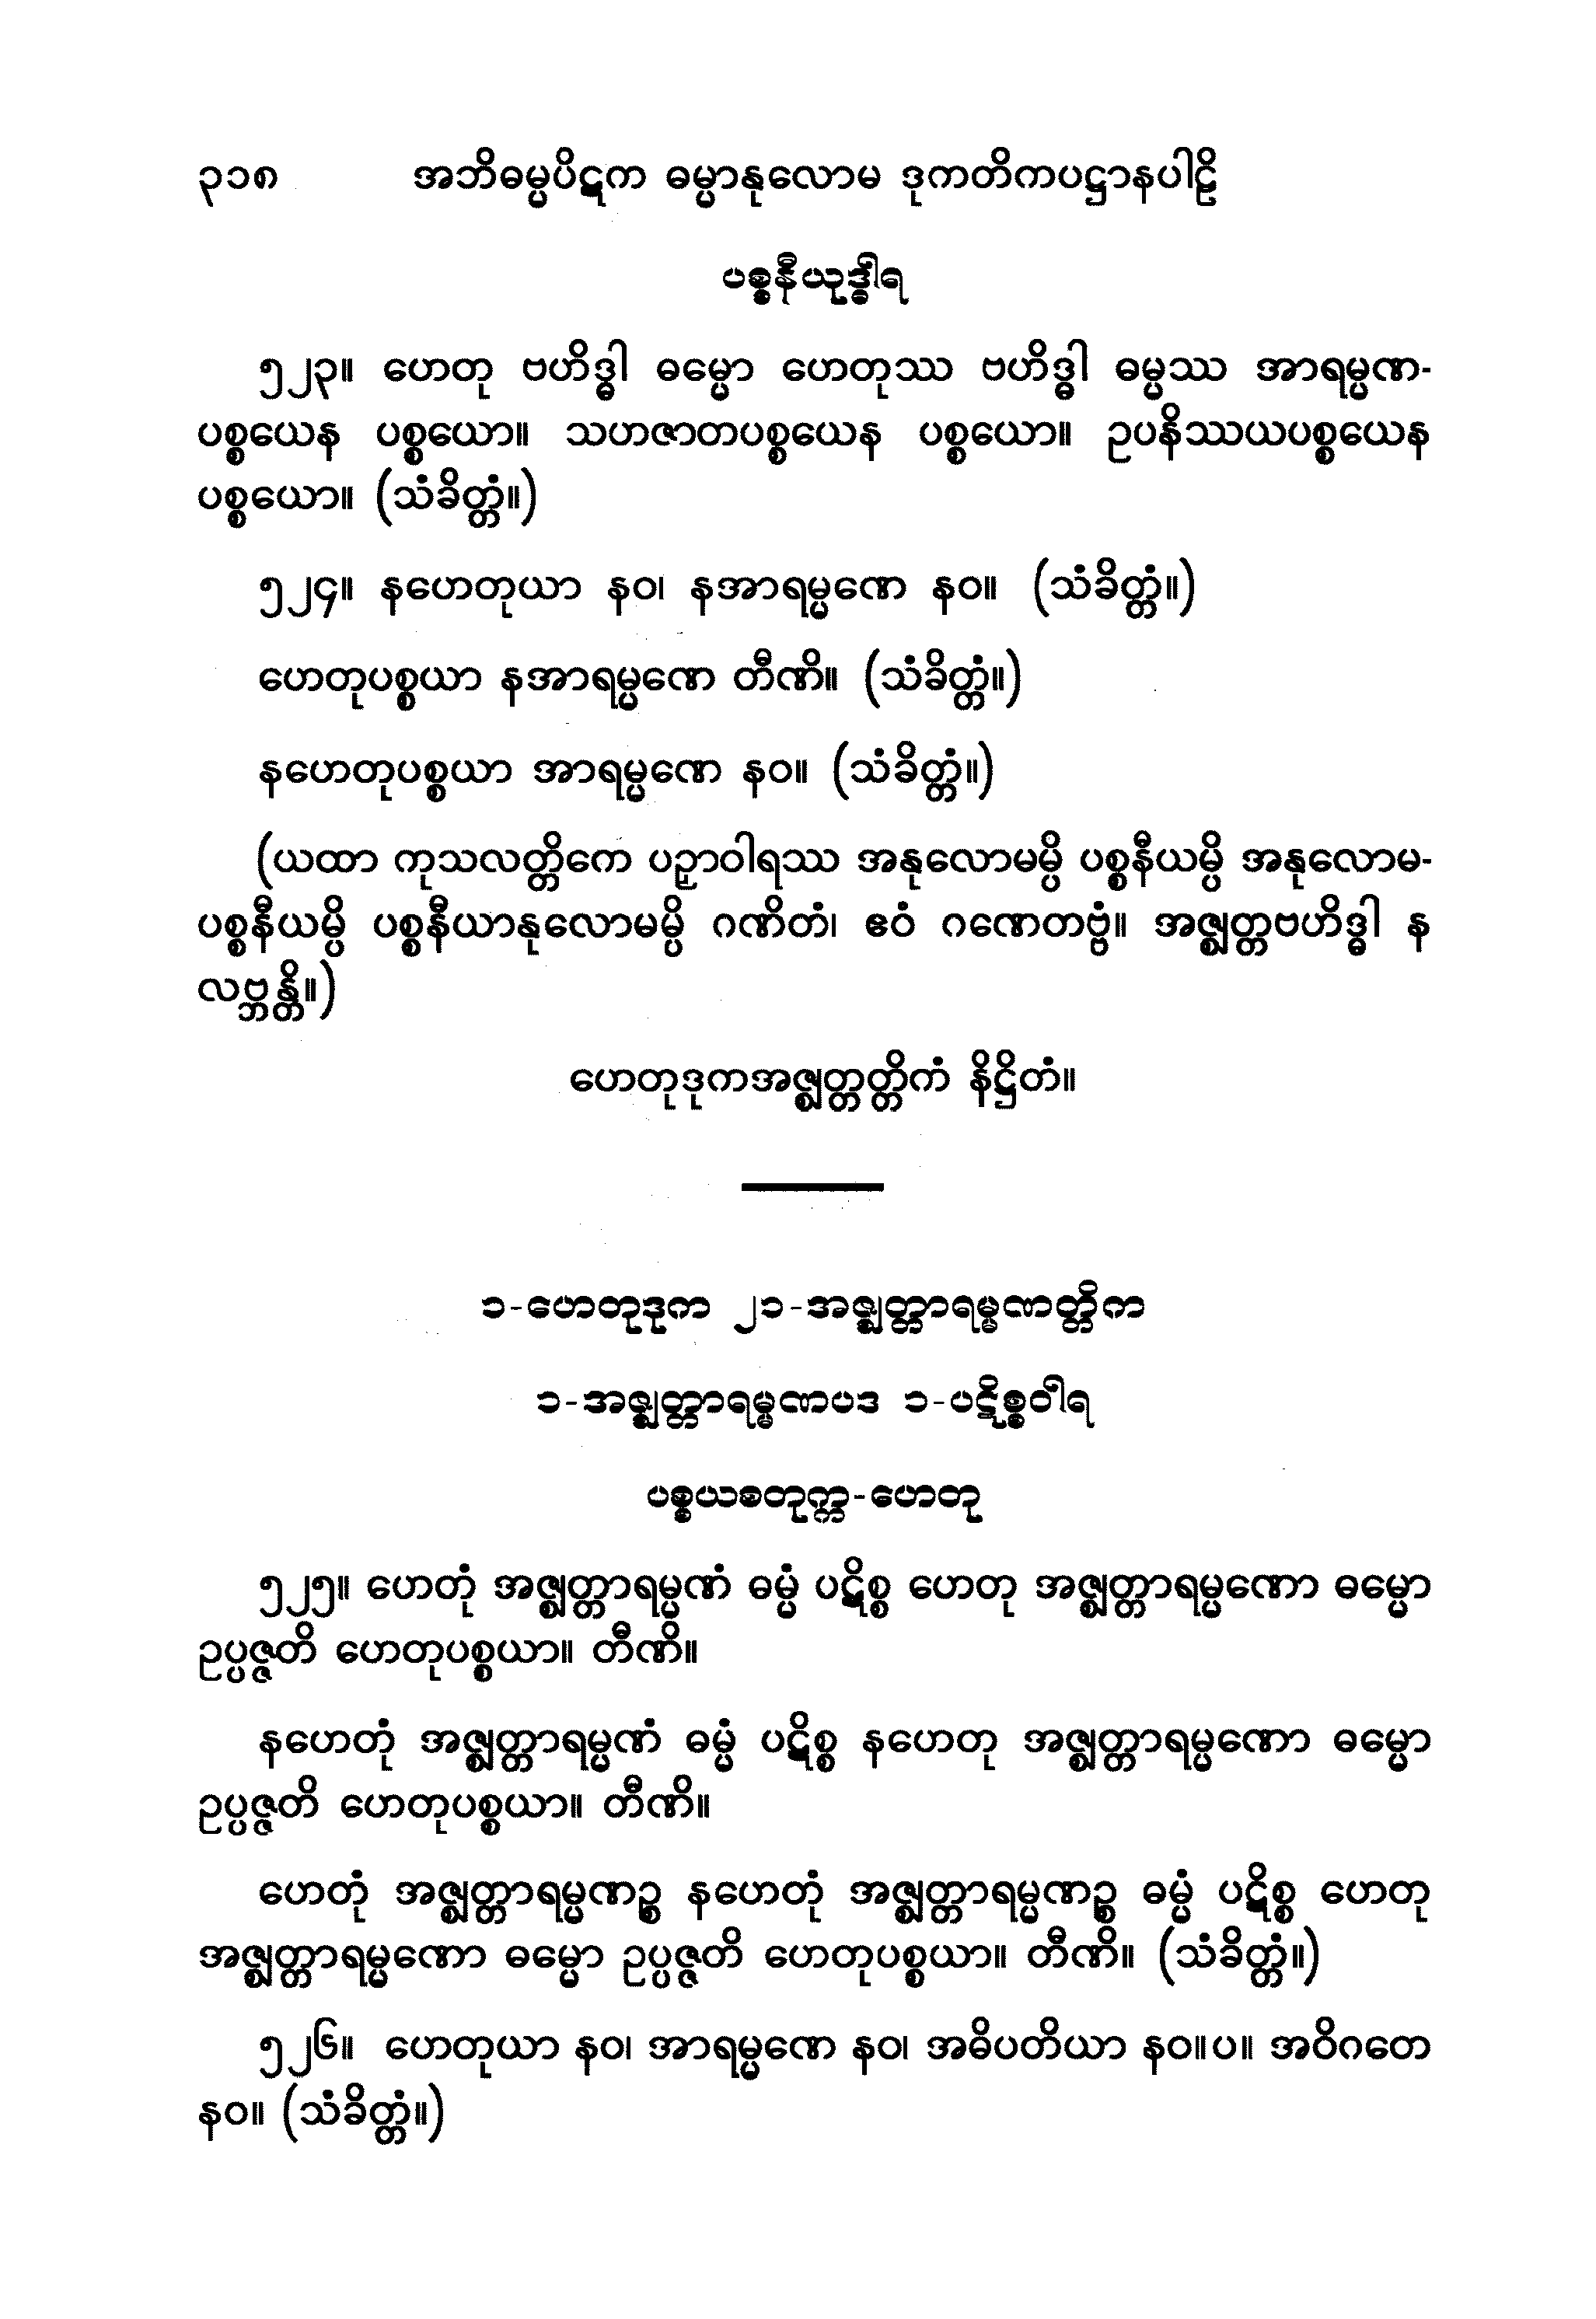 ၃၁၈ အဘိဓမ္မပိဋက ဓမ္မာနုလောမ ဒုကတိကပဋ္ဌာနပါဠိ
ပစ္စနီယုဒ္ဓါရ
၅၂၃။ ဟေတု ဗဟိဒ္ဓါ ဓမ္မော ဟေတုဿ ဗဟိဒ္ဓါ ဓမ္မဿ အာရမ္မဏ-
ပစ္စယေန ပစ္စယော။ သဟဇာတပစ္စယေန ပစ္စယော။ ဥပနိဿယပစ္စယေန
ပစ္စယော။ (သံခိတ္တံ။)
၅၂၄။ နဟေတုယာ နဝ၊ နအာရမ္မဏေ နဝ။ (သံခိတ္တံ။)
ဟေတုပစ္စယာ နအာရမ္မဏေ တီဏိ။ (သံခိတ္တံ။)
နဟေတုပစ္စယာ အာရမ္မဏေ နဝ။ (သံခိတ္တံ။)
(ယထာ ကုသလတ္တိကေ ပဉှာဝါရဿ အနုလောမမ္ပိ ပစ္စနီယမ္ပိ အနုလောမ-
ပစ္စနီယမ္ပိ ပစ္စနီယာနုလောမမ္ပိ ဂဏိတံ၊ ဧဝံ ဂဏေတဗ္ဗံ။ အဇ္ဈတ္တဗဟိဒ္ဓါ န
လဗ္ဘန္တိ။)
ဟေတုဒုကအဇ္ဈတ္တတ္တိကံ နိဋ္ဌိတံ။
၁-ဟေတုဒုက ၂၁-အဇ္ဈတ္တာရမ္မဏတ္တိက
၁-အဇ္ဈတ္တာရမ္မဏပဒ ၁-ပဋိစ္စဝါရ
ပစ္စယစတုက္က-ဟေတု
၅၂၅။ ဟေတုံ အဇ္ဈတ္တာရမ္မဏံ ဓမ္မံ ပဋိစ္စ ဟေတု အဇ္ဈတ္တာရမ္မဏော ဓမ္မော
ဥပ္ပဇ္ဇတိ ဟေတုပစ္စယာ။ တီဏိ။
နဟေတုံ အဇ္ဈတ္တာရမ္မဏံ ဓမ္မံ ပဋိစ္စ နဟေတု အဇ္ဈတ္တာရမ္မဏော ဓမ္မော
ဥပ္ပဇ္ဇတိ ဟေတုပစ္စယာ။ တီဏိ။
ဟေတုံ အဇ္ဈတ္တာရမ္မဏဉ္စ နဟေတုံ အဇ္ဈတ္တာရမ္မဏဉ္စ ဓမ္မံ ပဋိစ္စ ဟေတု
အဇ္ဈတ္တာရမ္မဏော ဓမ္မော ဥပ္ပဇ္ဇတိ ဟေတုပစ္စယာ။ တီဏိ။ (သံခိတ္တံ။)
၅၂၆။ ဟေတုယာ နဝ၊ အာရမ္မဏေ နဝ၊ အဓိပတိယာ နဝ။ပ။ အဝိဂတေ
နဝ။ (သံခိတ္တံ။)